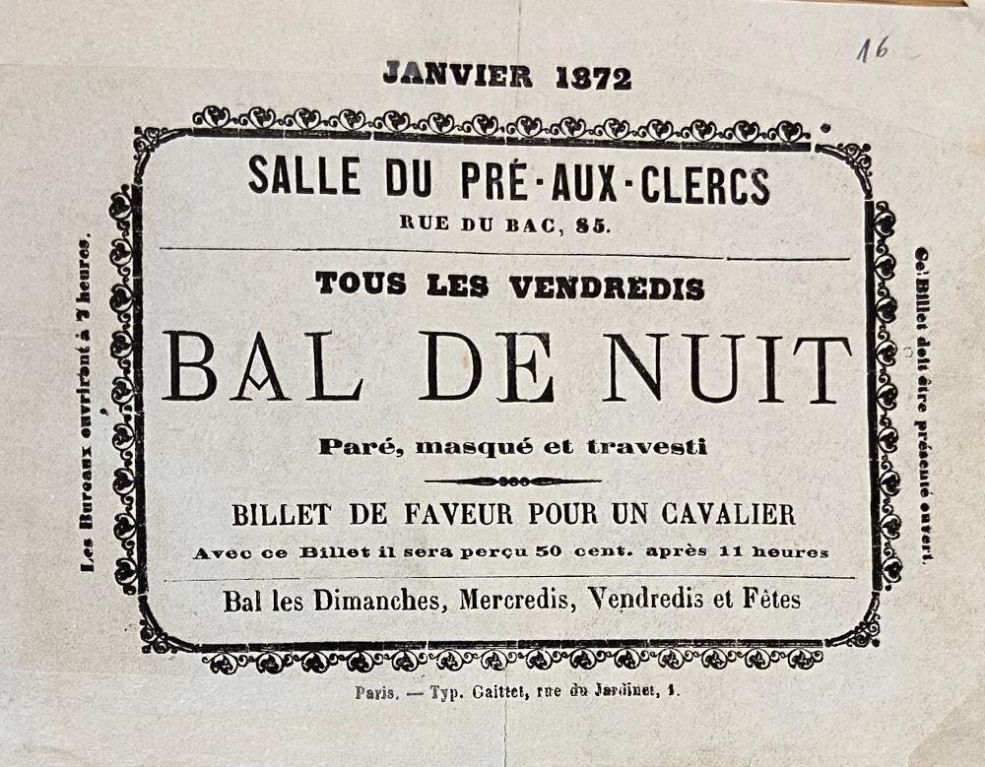 16
JANVIER 1872
SALLE DU PRÉ-AUX-CLERCS
RUE DU BAC, 85.
TOUS LES VENDREDIS
BAL DE NUIT
Paré, masqué et travesti
BILLET DE FAVEUR POUR UN CAVALIER
Avec ce Billet il sera perçu 50 cent. après 11 heures
Bal les Dimanches, Mercredis, Vendredis et Fêtes
Les Bureaux ouvriront à 7 heures.
Ce Billet doit être présenté ouvert.
Paris. — Typ. Gaittet, rue du Jardinet, 1.